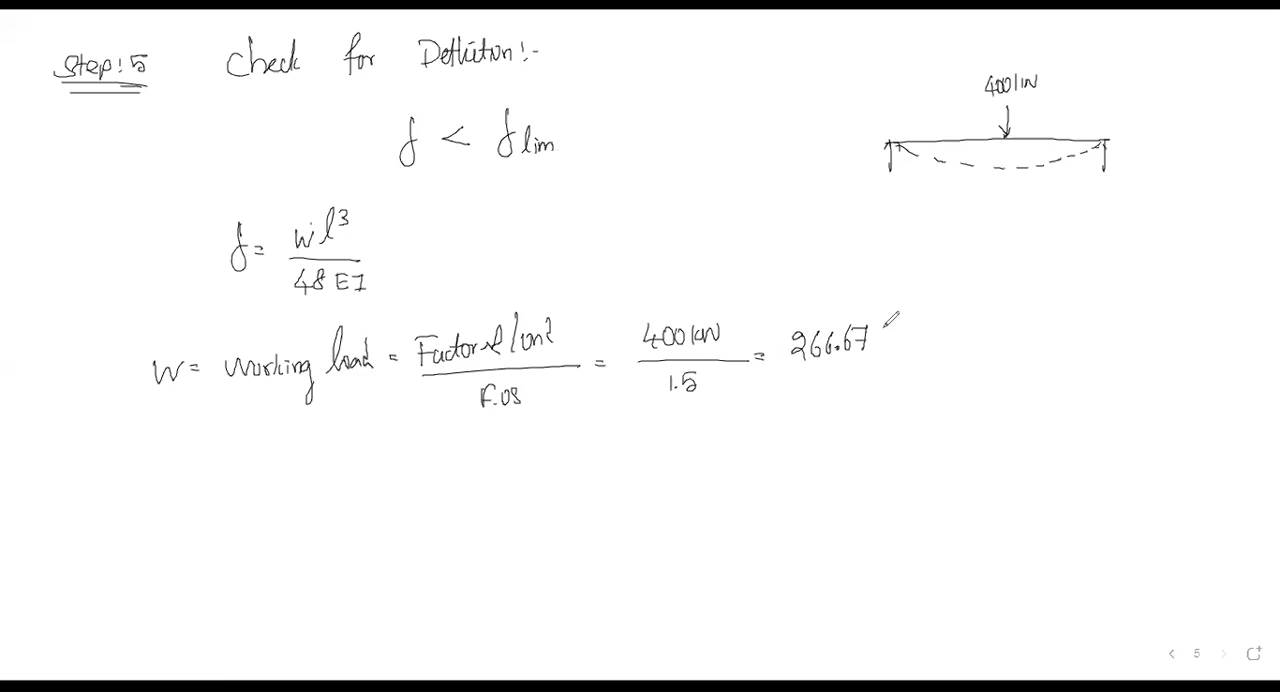 Step: 5 Check for Deflection:-
400 kN
δ < δlim
δ = wl³ / 48 EI
W = Working load = Factored load / F.OS = 400 kN / 1.5 = 266.67
< 5 >